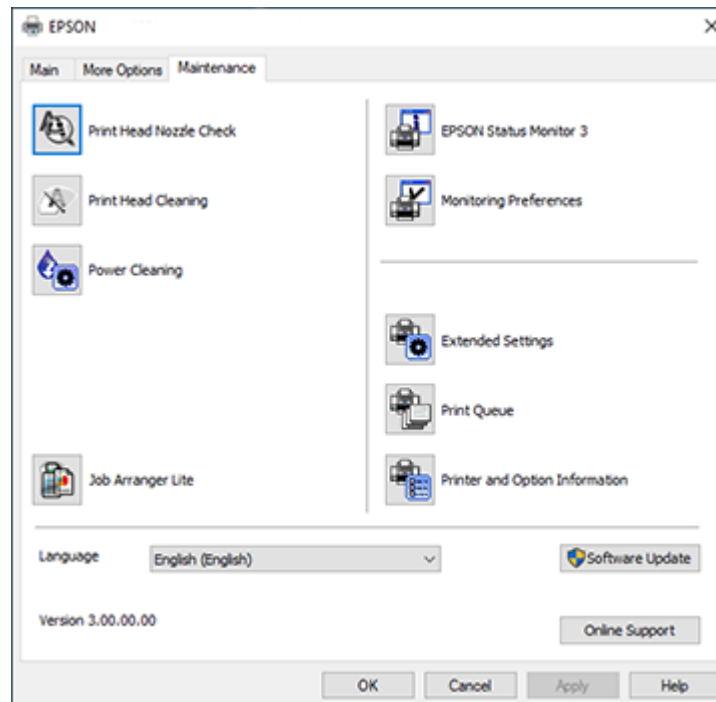 EPSON
Main
More Options
Maintenance
Print Head Nozzle Check
EPSON Status Monitor 3
Print Head Cleaning
Monitoring Preferences
Power Cleaning
Extended Settings
Print Queue
Job Arranger Lite
Printer and Option Information
Language
English (English)
Software Update
Version 3.00.00.00
Online Support
OK
Cancel
Apply
Help